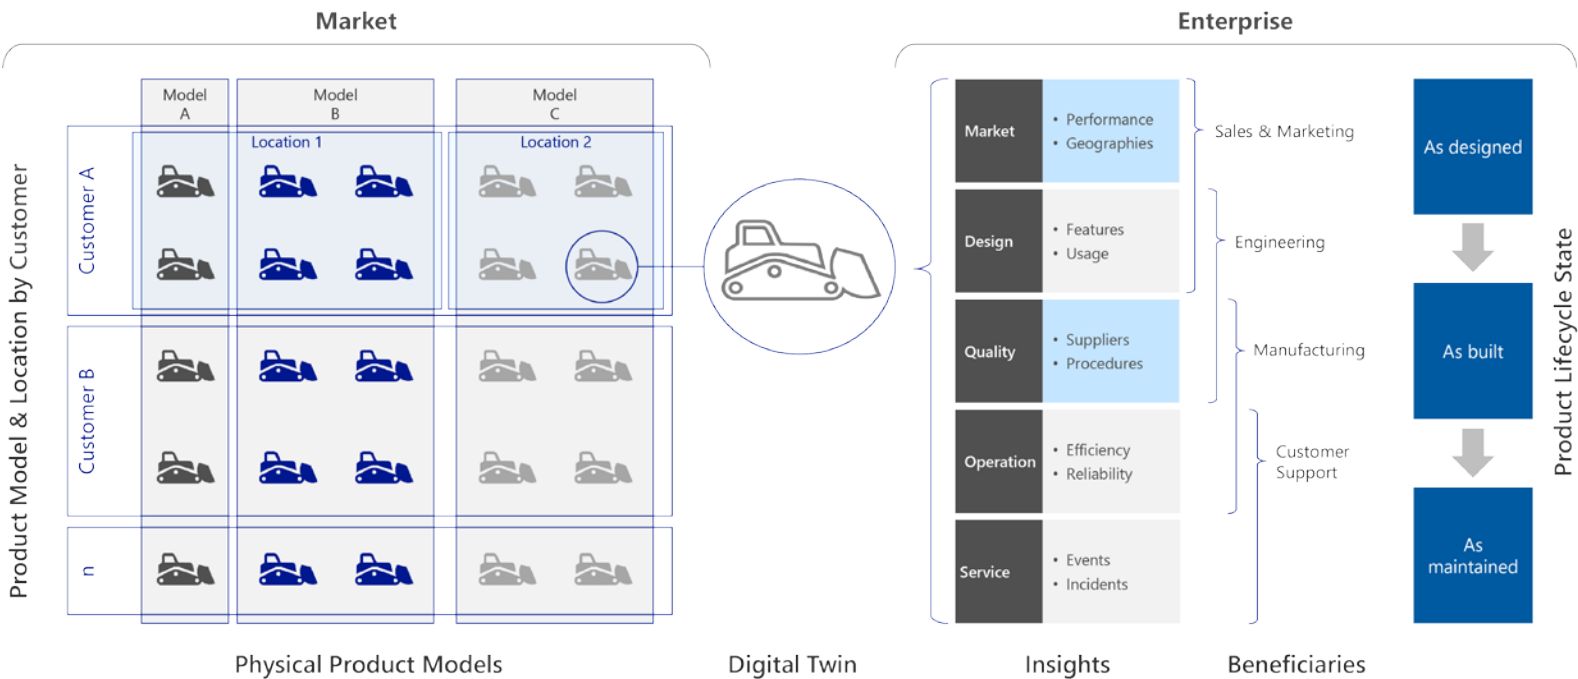 Market
Enterprise
Product Model & Location by Customer
Model
A
Model
B
Model
C
Customer A
Location 1
Location 2
Customer B
n
Market
• Performance
• Geographies
Design
• Features
• Usage
Quality
• Suppliers
• Procedures
Operation
• Efficiency
• Reliability
Service
• Events
• Incidents
Sales & Marketing
Engineering
Manufacturing
Customer
Support
As designed
As built
As
maintained
Product Lifecycle State
Physical Product Models
Digital Twin
Insights
Beneficiaries